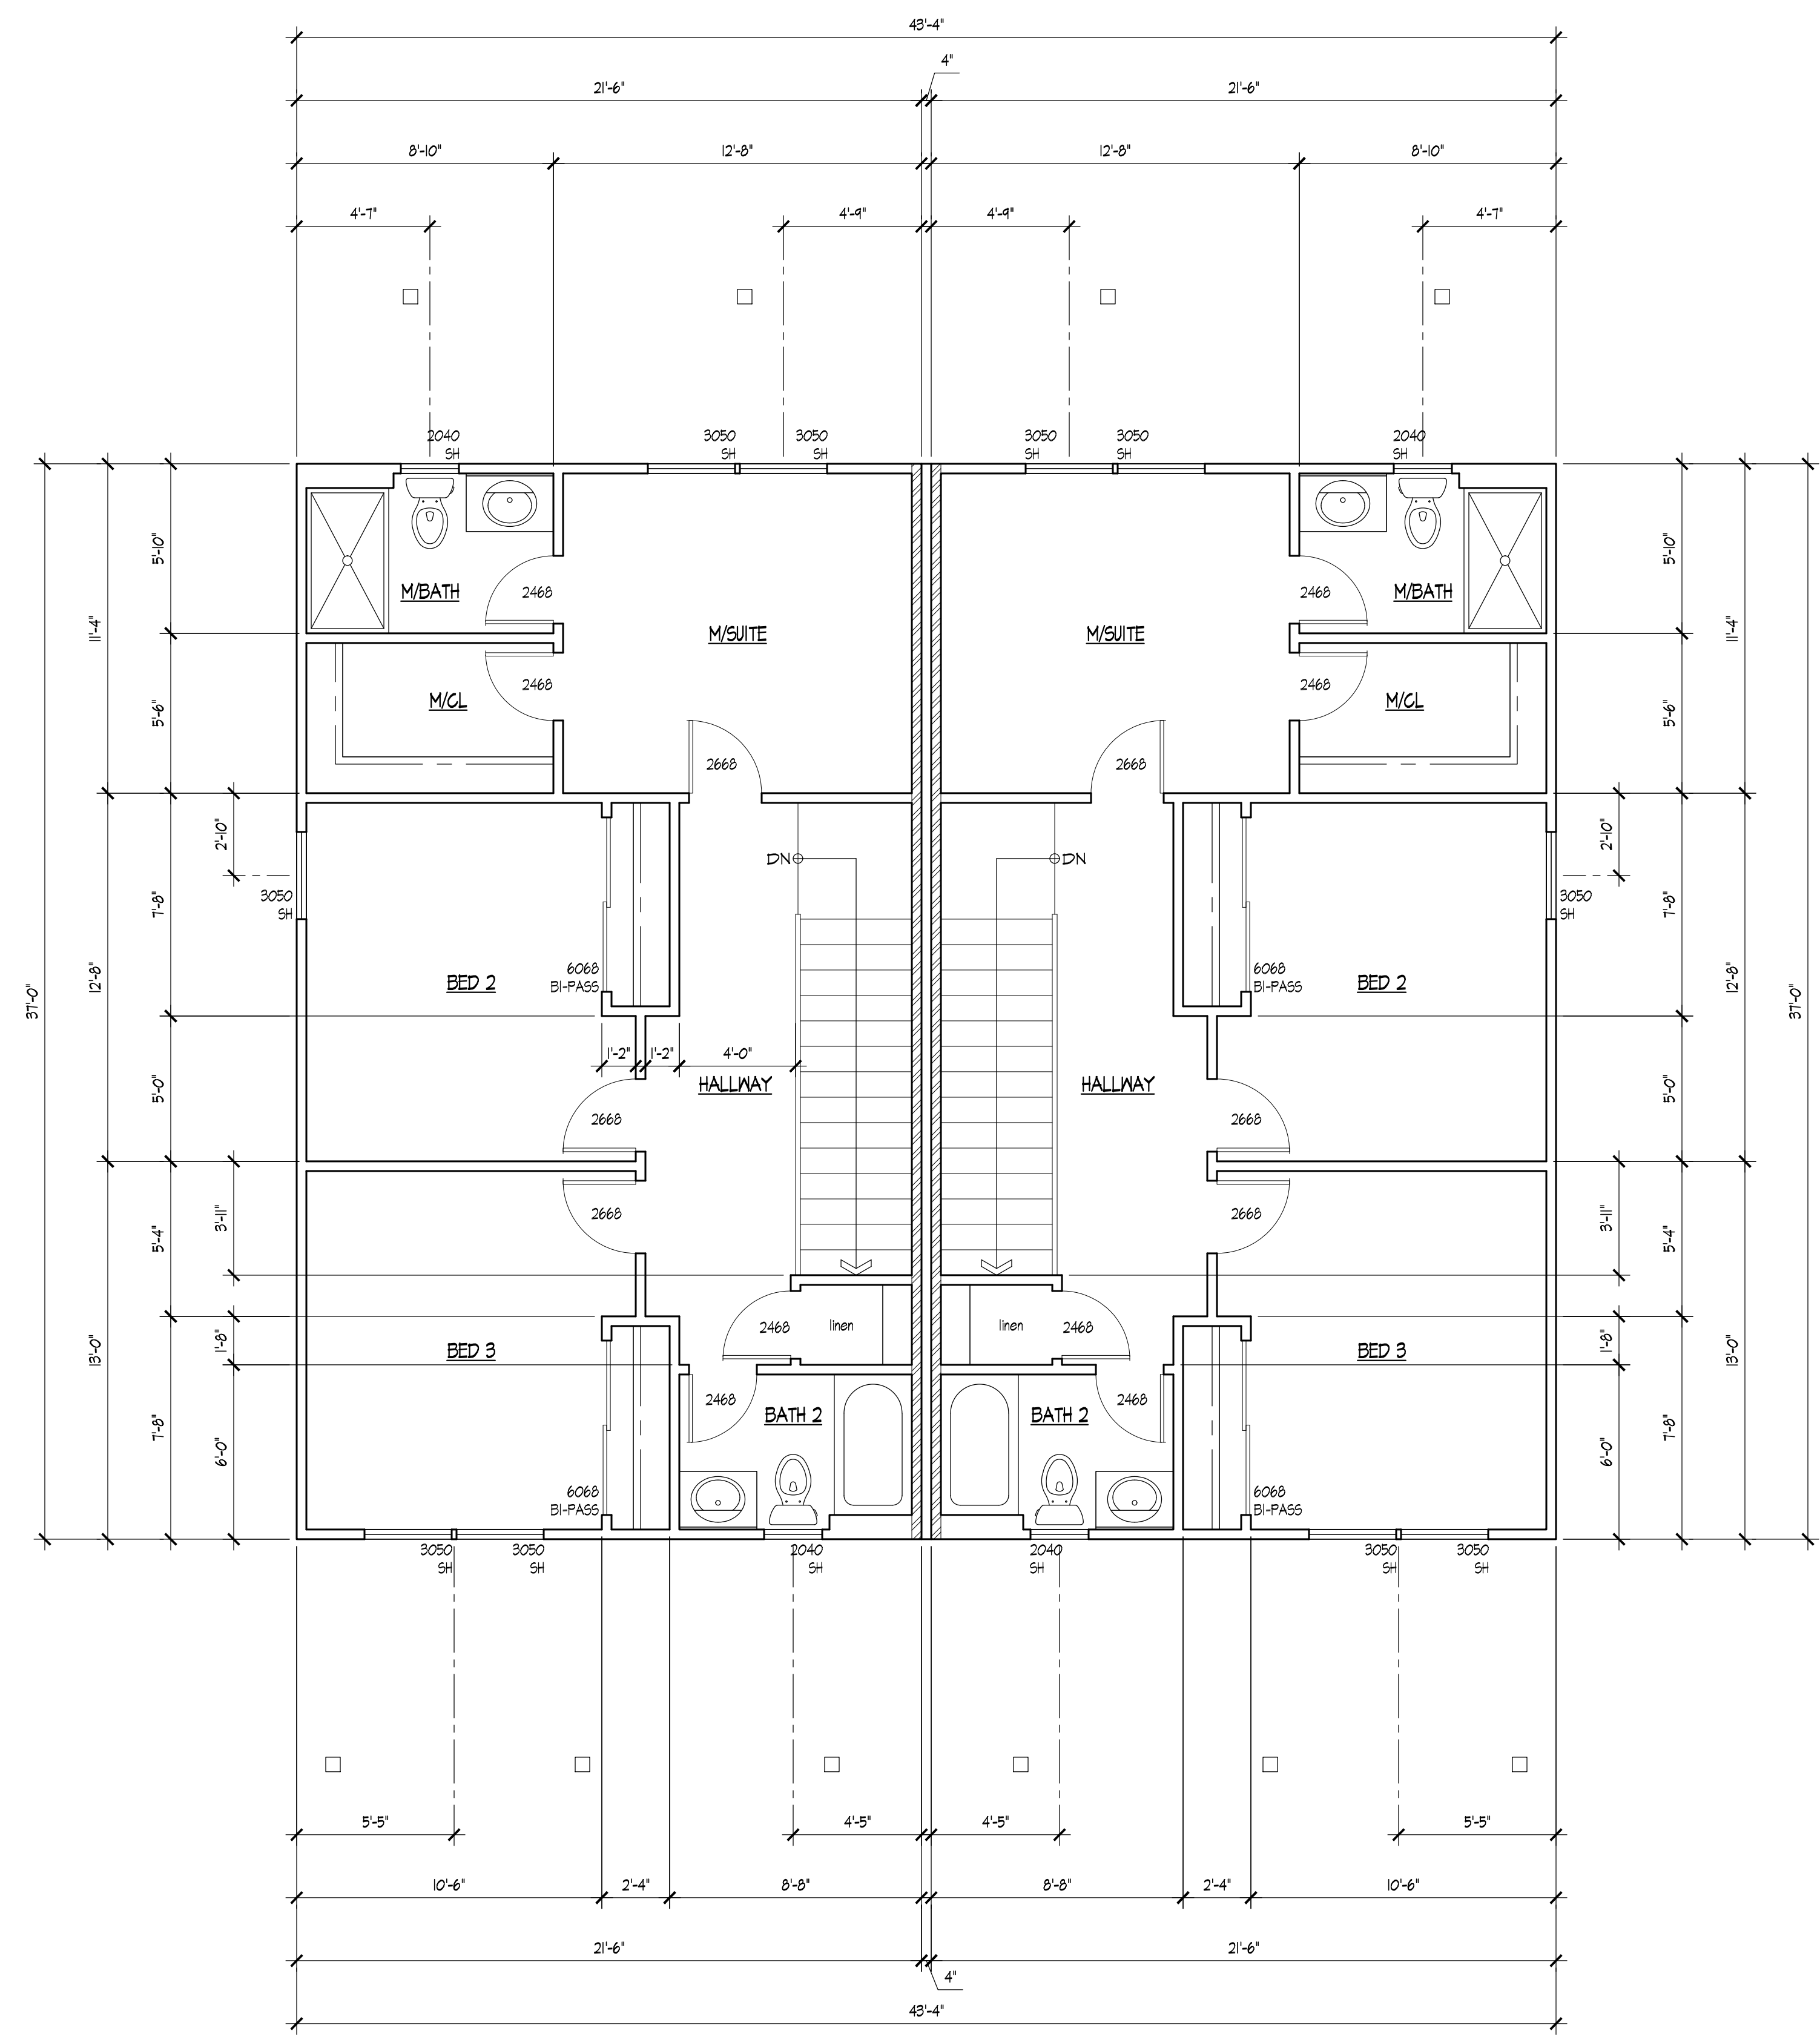 43'-4"
4"
21'-6" 21'-6"
8'-10" 12'-8" 12'-8" 8'-10"
4'-7" 4'-9" 4'-9" 4'-7"
2040 3050 3050 3050 3050 2040
SH SH SH SH SH SH
5'-10" 5'-10"
M/BATH 2468 2468 M/BATH
11'-4" M/SUITE M/SUITE 11'-4"
2468 2468
5'-6" M/CL M/CL 5'-6"
2668 2668
2'-10" 2'-10"
DN DN
3050 3050
7'-8" SH SH 7'-8"
12'-8" 6068 6068 12'-8"
BED 2 BI-PASS BI-PASS BED 2
37'-0" 37'-0"
1'-2" 1'-2" 4'-0"
5'-0" HALLWAY HALLWAY 5'-0"
2668 2668
3'-11" 2668 2668 3'-11"
5'-4" 5'-4"
2468 linen linen 2468
1'-8" 1'-8"
13'-0" BED 3 BED 3 13'-0"
2468 2468
7'-8" BATH 2 BATH 2 7'-8"
6'-0" 6'-0"
6068 6068
BI-PASS BI-PASS
3050 3050 2040 2040 3050 3050
SH SH SH SH SH SH
5'-5" 4'-5" 4'-5" 5'-5"
10'-6" 2'-4" 8'-8" 8'-8" 2'-4" 10'-6"
21'-6" 21'-6"
4"
43'-4"